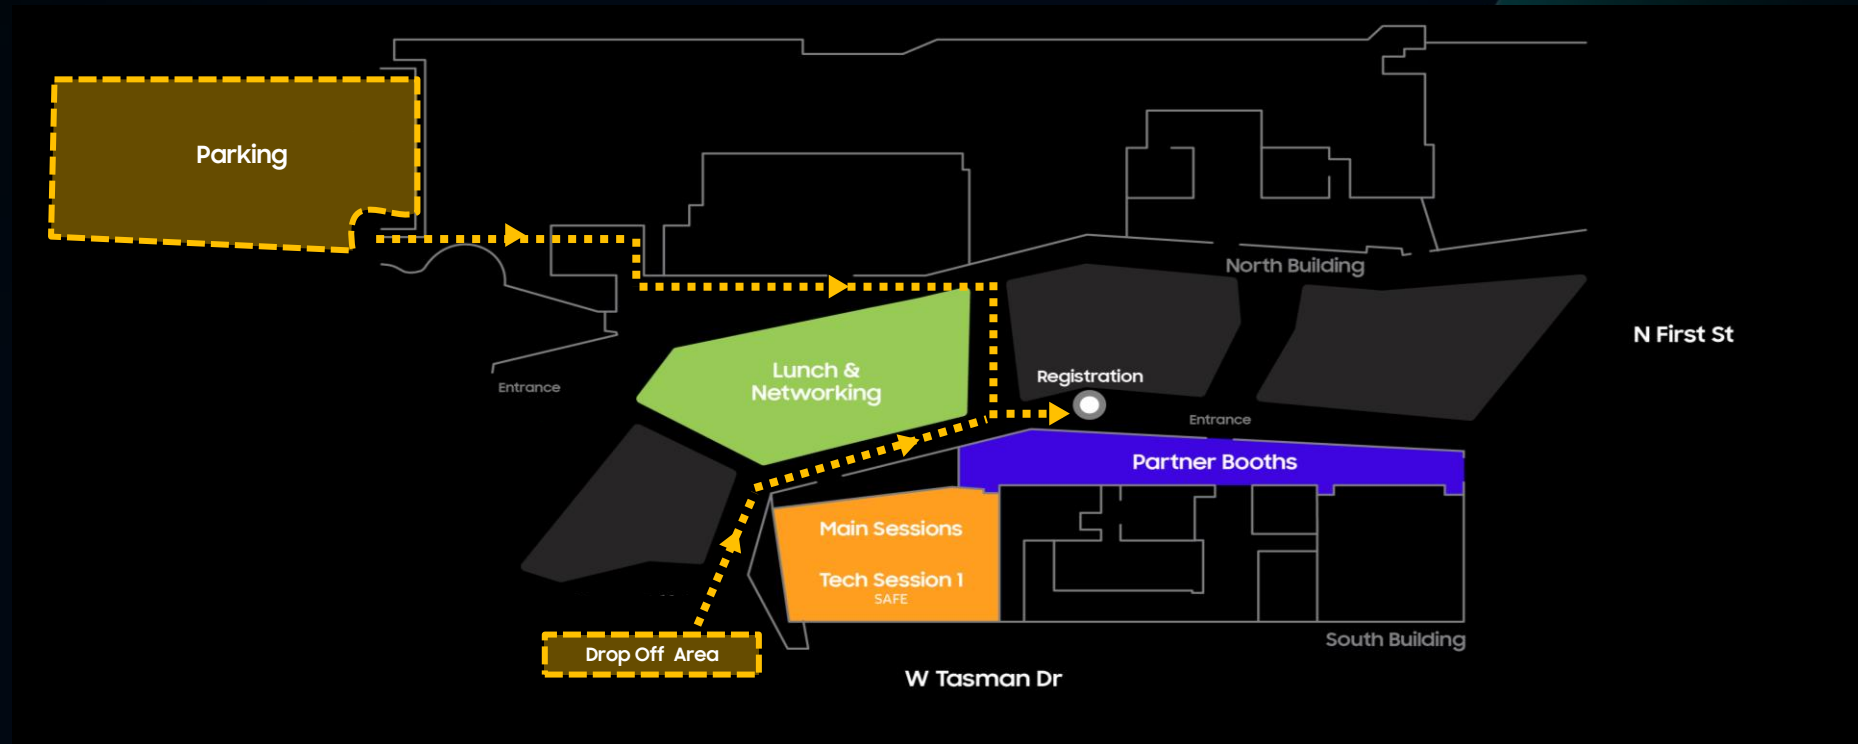 Parking
North Building
N First St
Lunch &
Networking
Registration
Entrance
Entrance
Partner Booths
Main Sessions
Tech Session 1
SAFE
Drop Off Area
South Building
W Tasman Dr